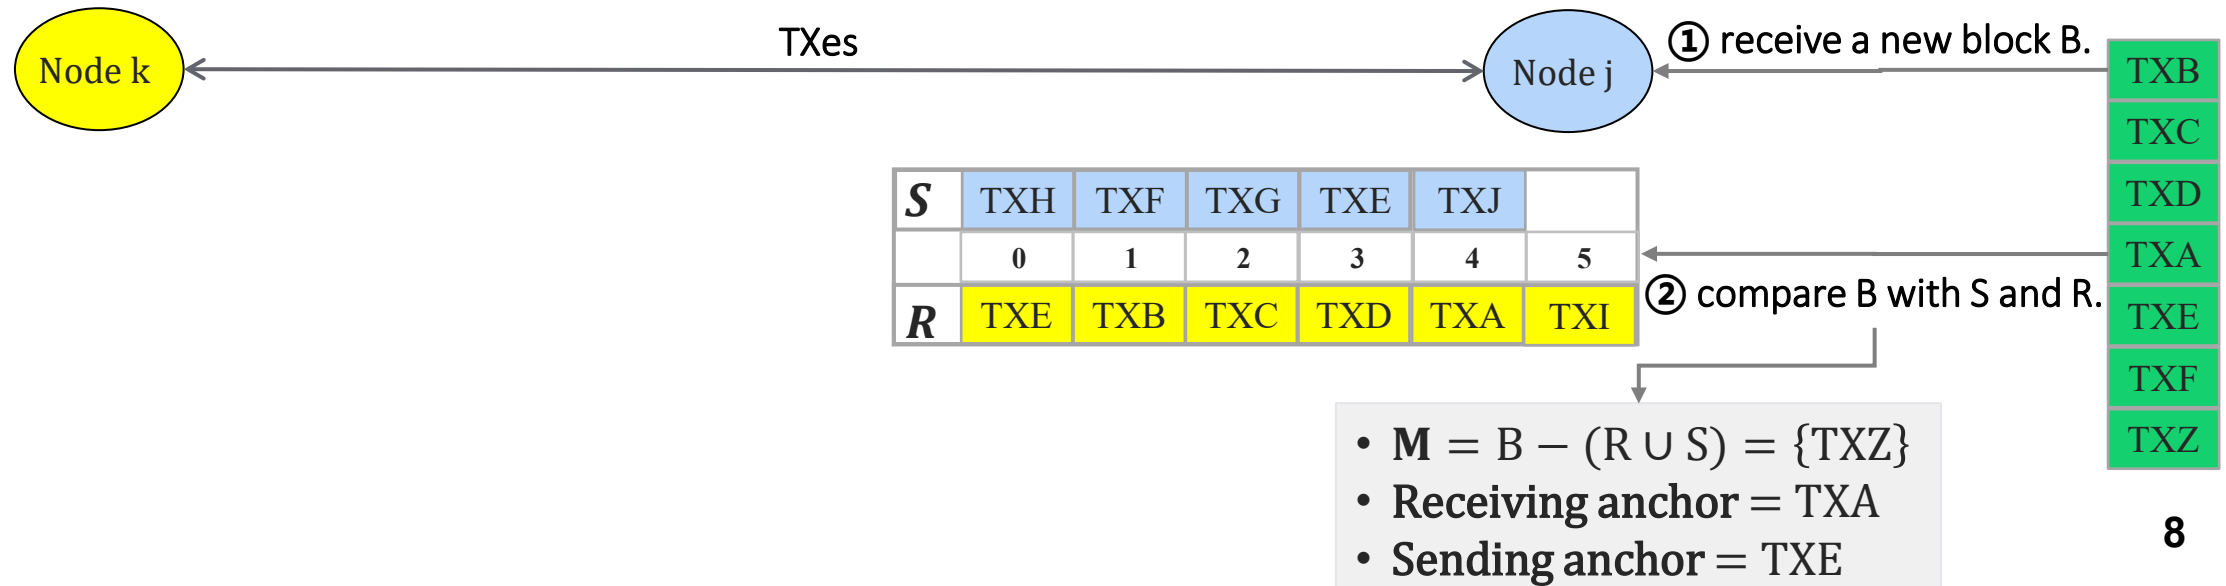 TXes
① receive a new block B.
Node k
Node j
TXB
TXC
S TXH TXF TXG TXE TXJ
TXD
0 1 2 3 4 5
TXA
② compare B with S and R.
R TXE TXB TXC TXD TXA TXI
TXE
TXF
• M = B − (R ∪ S) = {TXZ}
TXZ
• Receiving anchor = TXA
• Sending anchor = TXE
8